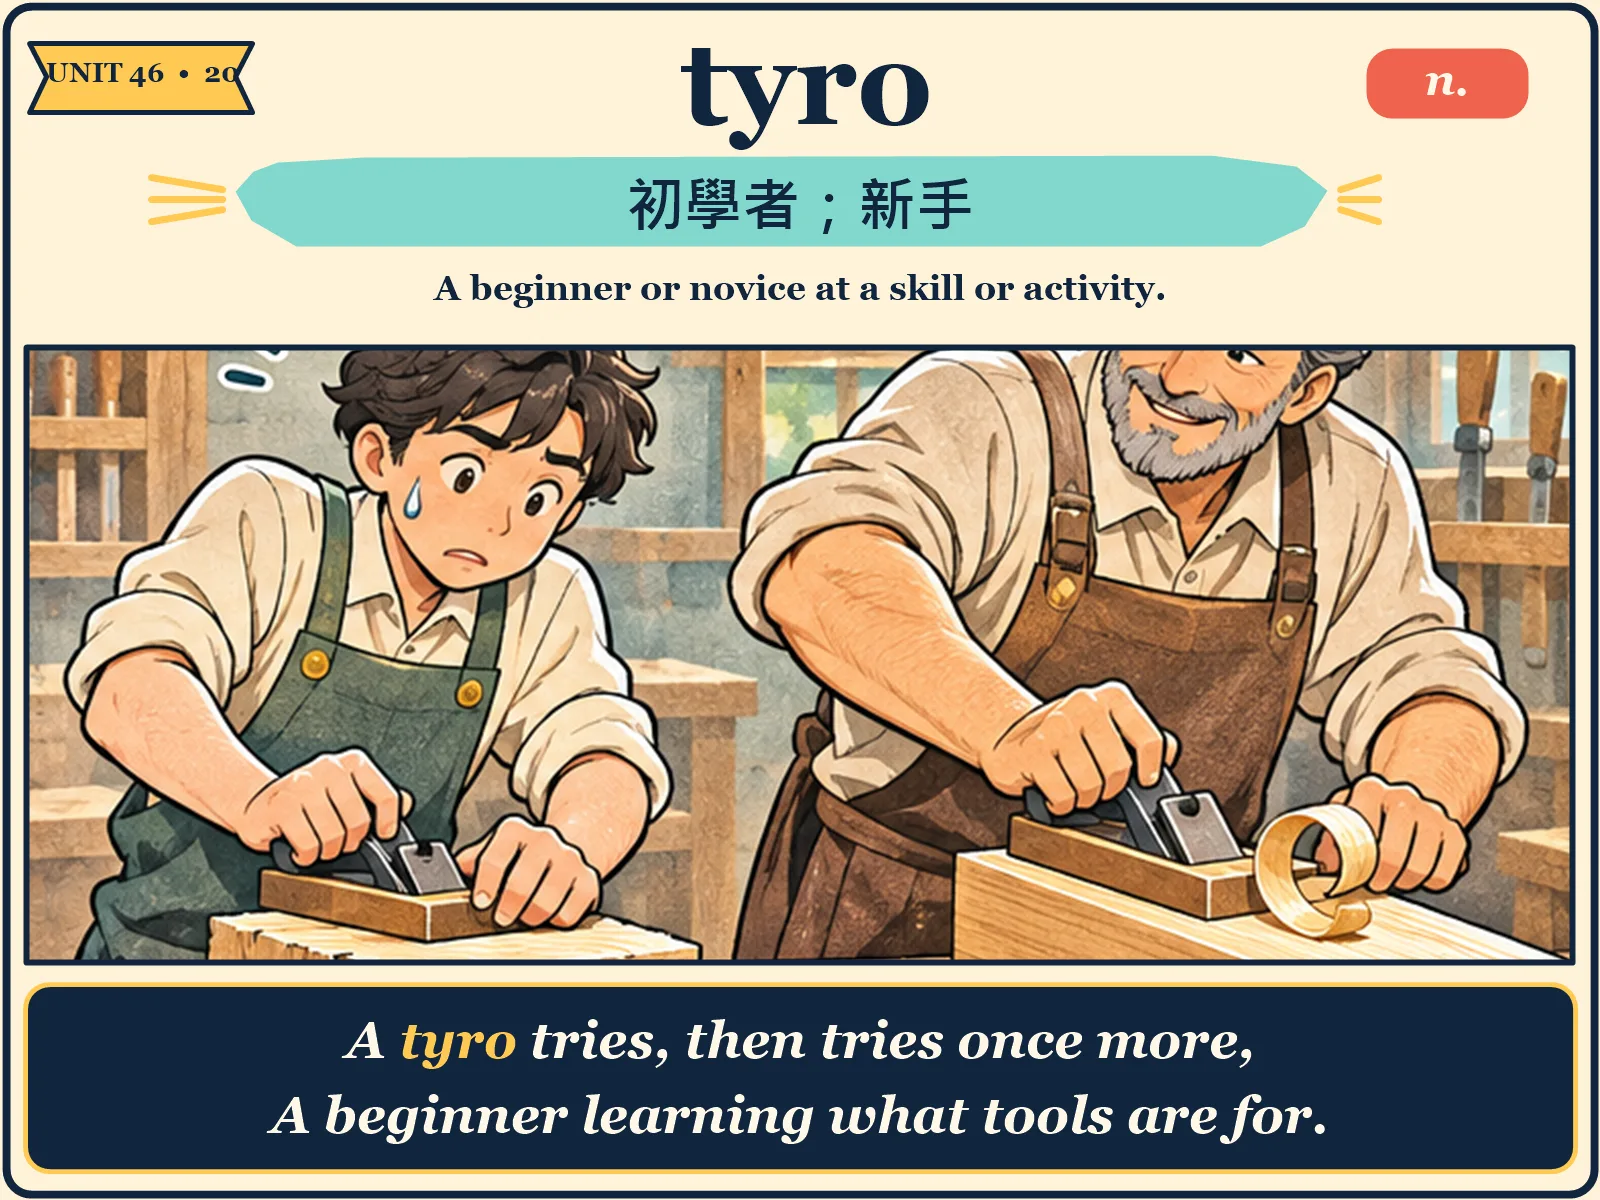 UNIT 46 • 20
tyro
n.
初學者；新手
A beginner or novice at a skill or activity.
A tyro tries, then tries once more,
A beginner learning what tools are for.